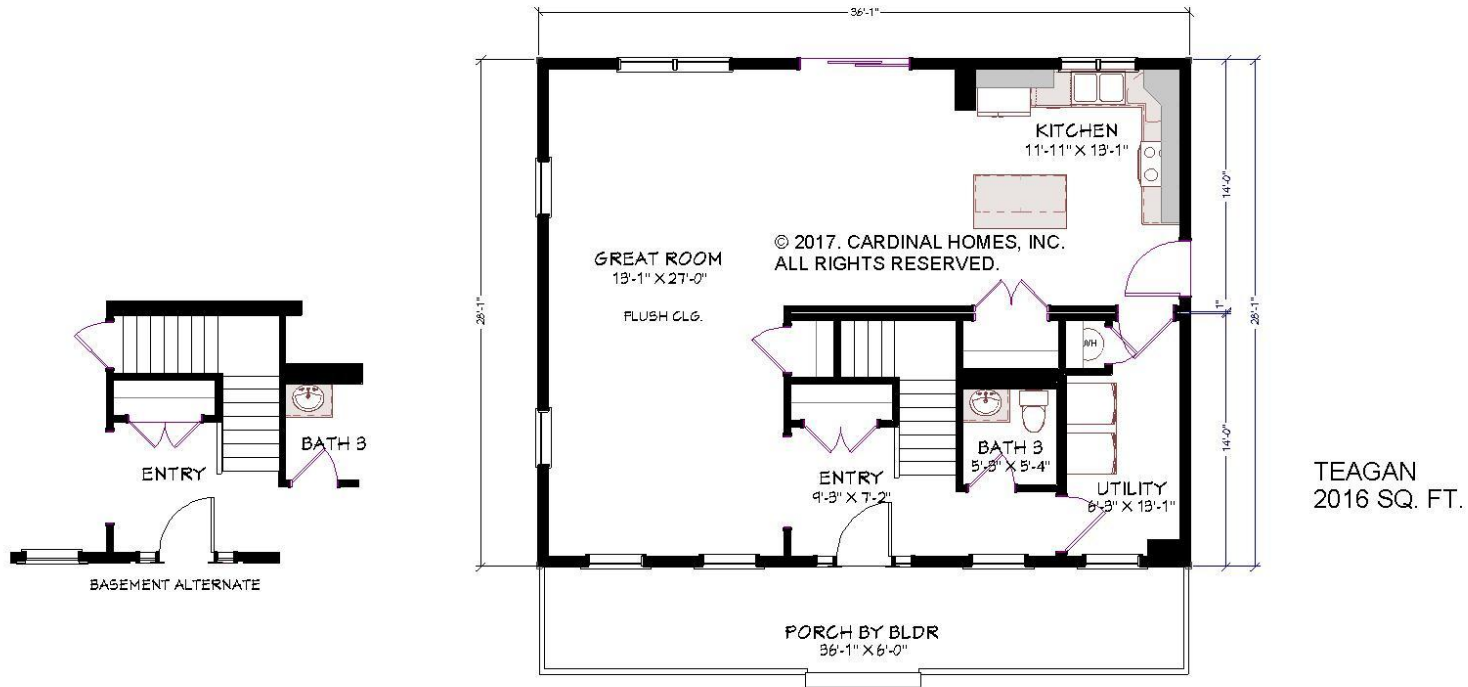 36'-1"
28'-1"
14'-0"
1"
14'-0"
28'-1"
KITCHEN
11'-11" X 13'-1"
© 2017. CARDINAL HOMES, INC.
ALL RIGHTS RESERVED.
GREAT ROOM
13'-1" X 27'-0"
FLUSH CLG.
WH
BATH 3
5'-3" X 5'-4"
ENTRY
9'-3" X 7'-2"
UTILITY
6'-3" X 13'-1"
PORCH BY BLDR
36'-1" X 6'-0"
BATH 3
ENTRY
BASEMENT ALTERNATE
TEAGAN
2016 SQ. FT.